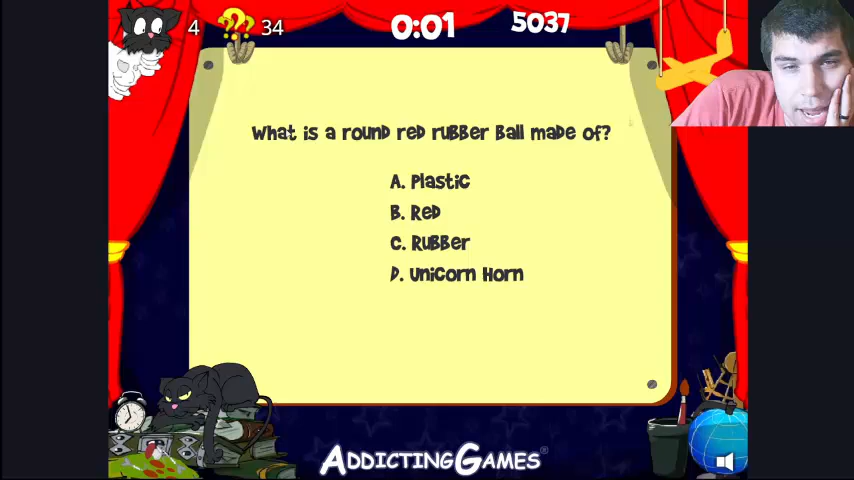 4 ??? 34 0:01 5037
What is a round red rubber ball made of?
A. Plastic
B. Red
C. Rubber
D. Unicorn Horn
AddictingGames®